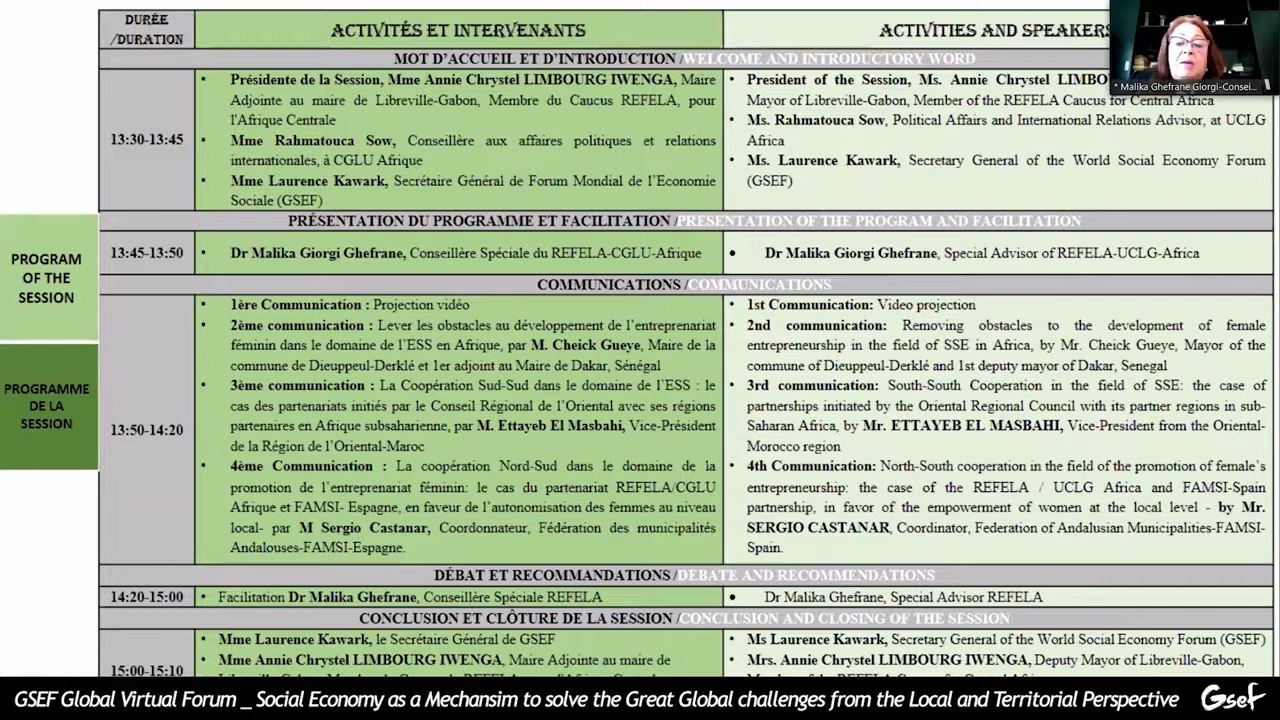 DURÉE
/DURATION
ACTIVITÉS ET INTERVENANTS
ACTIVITIES AND SPEAKERS
MOT D'ACCUEIL ET D'INTRODUCTION /WELCOME AND INTRODUCTORY WORD
13:30-13:45
• Présidente de la Session, Mme Annie Chrystel LIMBOURG IWENGA, Maire
Adjointe au maire de Libreville-Gabon, Membre du Caucus REFELA, pour
l'Afrique Centrale
• Mme Rahmatouca Sow, Conseillère aux affaires politiques et relations
internationales, à CGLU Afrique
• Mme Laurence Kawark, Secrétaire Général de Forum Mondial de l'Economie
Sociale (GSEF)
• President of the Session, Ms. Annie Chrystel LIMBO
Mayor of Libreville-Gabon, Member of the REFELA Caucus for Central Africa
• Ms. Rahmatouca Sow, Political Affairs and International Relations Advisor, at UCLG
Africa
• Ms. Laurence Kawark, Secretary General of the World Social Economy Forum
(GSEF)
* Malika Ghefrane Giorgi-Consei...
PRÉSENTATION DU PROGRAMME ET FACILITATION /PRESENTATION OF THE PROGRAM AND FACILITATION
PROGRAM
OF THE
SESSION
13:45-13:50
Dr Malika Giorgi Ghefrane, Conseillère Spéciale du REFELA-CGLU-Afrique
• Dr Malika Giorgi Ghefrane, Special Advisor of REFELA-UCLG-Africa
COMMUNICATIONS /COMMUNICATIONS
PROGRAMME
DE LA
SESSION
13:50-14:20
• 1ère Communication : Projection vidéo
• 2ème communication : Lever les obstacles au développement de l'entreprenariat
féminin dans le domaine de l'ESS en Afrique, par M. Cheick Gueye, Maire de la
commune de Dieuppeul-Derklé et 1er adjoint au Maire de Dakar, Sénégal
• 3ème communication : La Coopération Sud-Sud dans le domaine de l'ESS : le
cas des partenariats initiés par le Conseil Régional de l'Oriental avec ses régions
partenaires en Afrique subsaharienne, par M. Ettayeb El Masbahi, Vice-Président
de la Région de l'Oriental-Maroc
• 4ème Communication : La coopération Nord-Sud dans le domaine de la
promotion de l'entreprenariat féminin: le cas du partenariat REFELA/CGLU
Afrique et FAMSI- Espagne, en faveur de l'autonomisation des femmes au niveau
local- par M Sergio Castanar, Coordonnateur, Fédération des municipalités
Andalouses-FAMSI-Espagne.
• 1st Communication: Video projection
• 2nd communication: Removing obstacles to the development of female
entrepreneurship in the field of SSE in Africa, by Mr. Cheick Gueye, Mayor of the
commune of Dieuppeul-Derklé and 1st deputy mayor of Dakar, Senegal
• 3rd communication: South-South Cooperation in the field of SSE: the case of
partnerships initiated by the Oriental Regional Council with its partner regions in sub-
Saharan Africa, by Mr. ETTAYEB EL MASBAHI, Vice-President from the Oriental-
Morocco region
• 4th Communication: North-South cooperation in the field of the promotion of female's
entrepreneurship: the case of the REFELA / UCLG Africa and FAMSI-Spain
partnership, in favor of the empowerment of women at the local level - by Mr.
SERGIO CASTANAR, Coordinator, Federation of Andalusian Municipalities-FAMSI-
Spain.
DÉBAT ET RECOMMANDATIONS /DEBATE AND RECOMMENDATIONS
14:20-15:00
• Facilitation Dr Malika Ghefrane, Conseillère Spéciale REFELA
• Dr Malika Ghefrane, Special Advisor REFELA
CONCLUSION ET CLÔTURE DE LA SESSION /CONCLUSION AND CLOSING OF THE SESSION
15:00-15:10
• Mme Laurence Kawark, le Secrétaire Général de GSEF
• Mme Annie Chrystel LIMBOURG IWENGA, Maire Adjointe au maire de
• Ms Laurence Kawark, Secretary General of the World Social Economy Forum (GSEF)
• Mrs. Annie Chrystel LIMBOURG IWENGA, Deputy Mayor of Libreville-Gabon,
GSEF Global Virtual Forum _ Social Economy as a Mechansim to solve the Great Global challenges from the Local and Territorial Perspective
Gsef